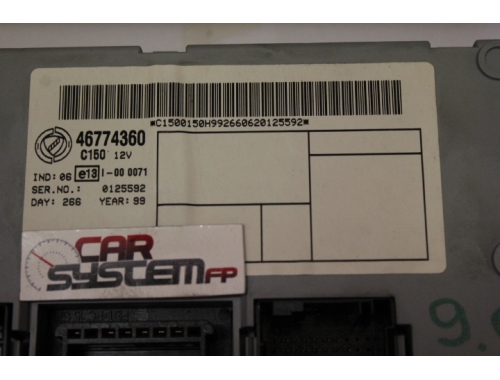 *C1500150H992660620125592*
46774360
C150 12V
IND: 06 e13 I-00 0071
SER.NO.: 0125592
DAY: 266 YEAR: 99
CAR
SYSTEM FP
9.